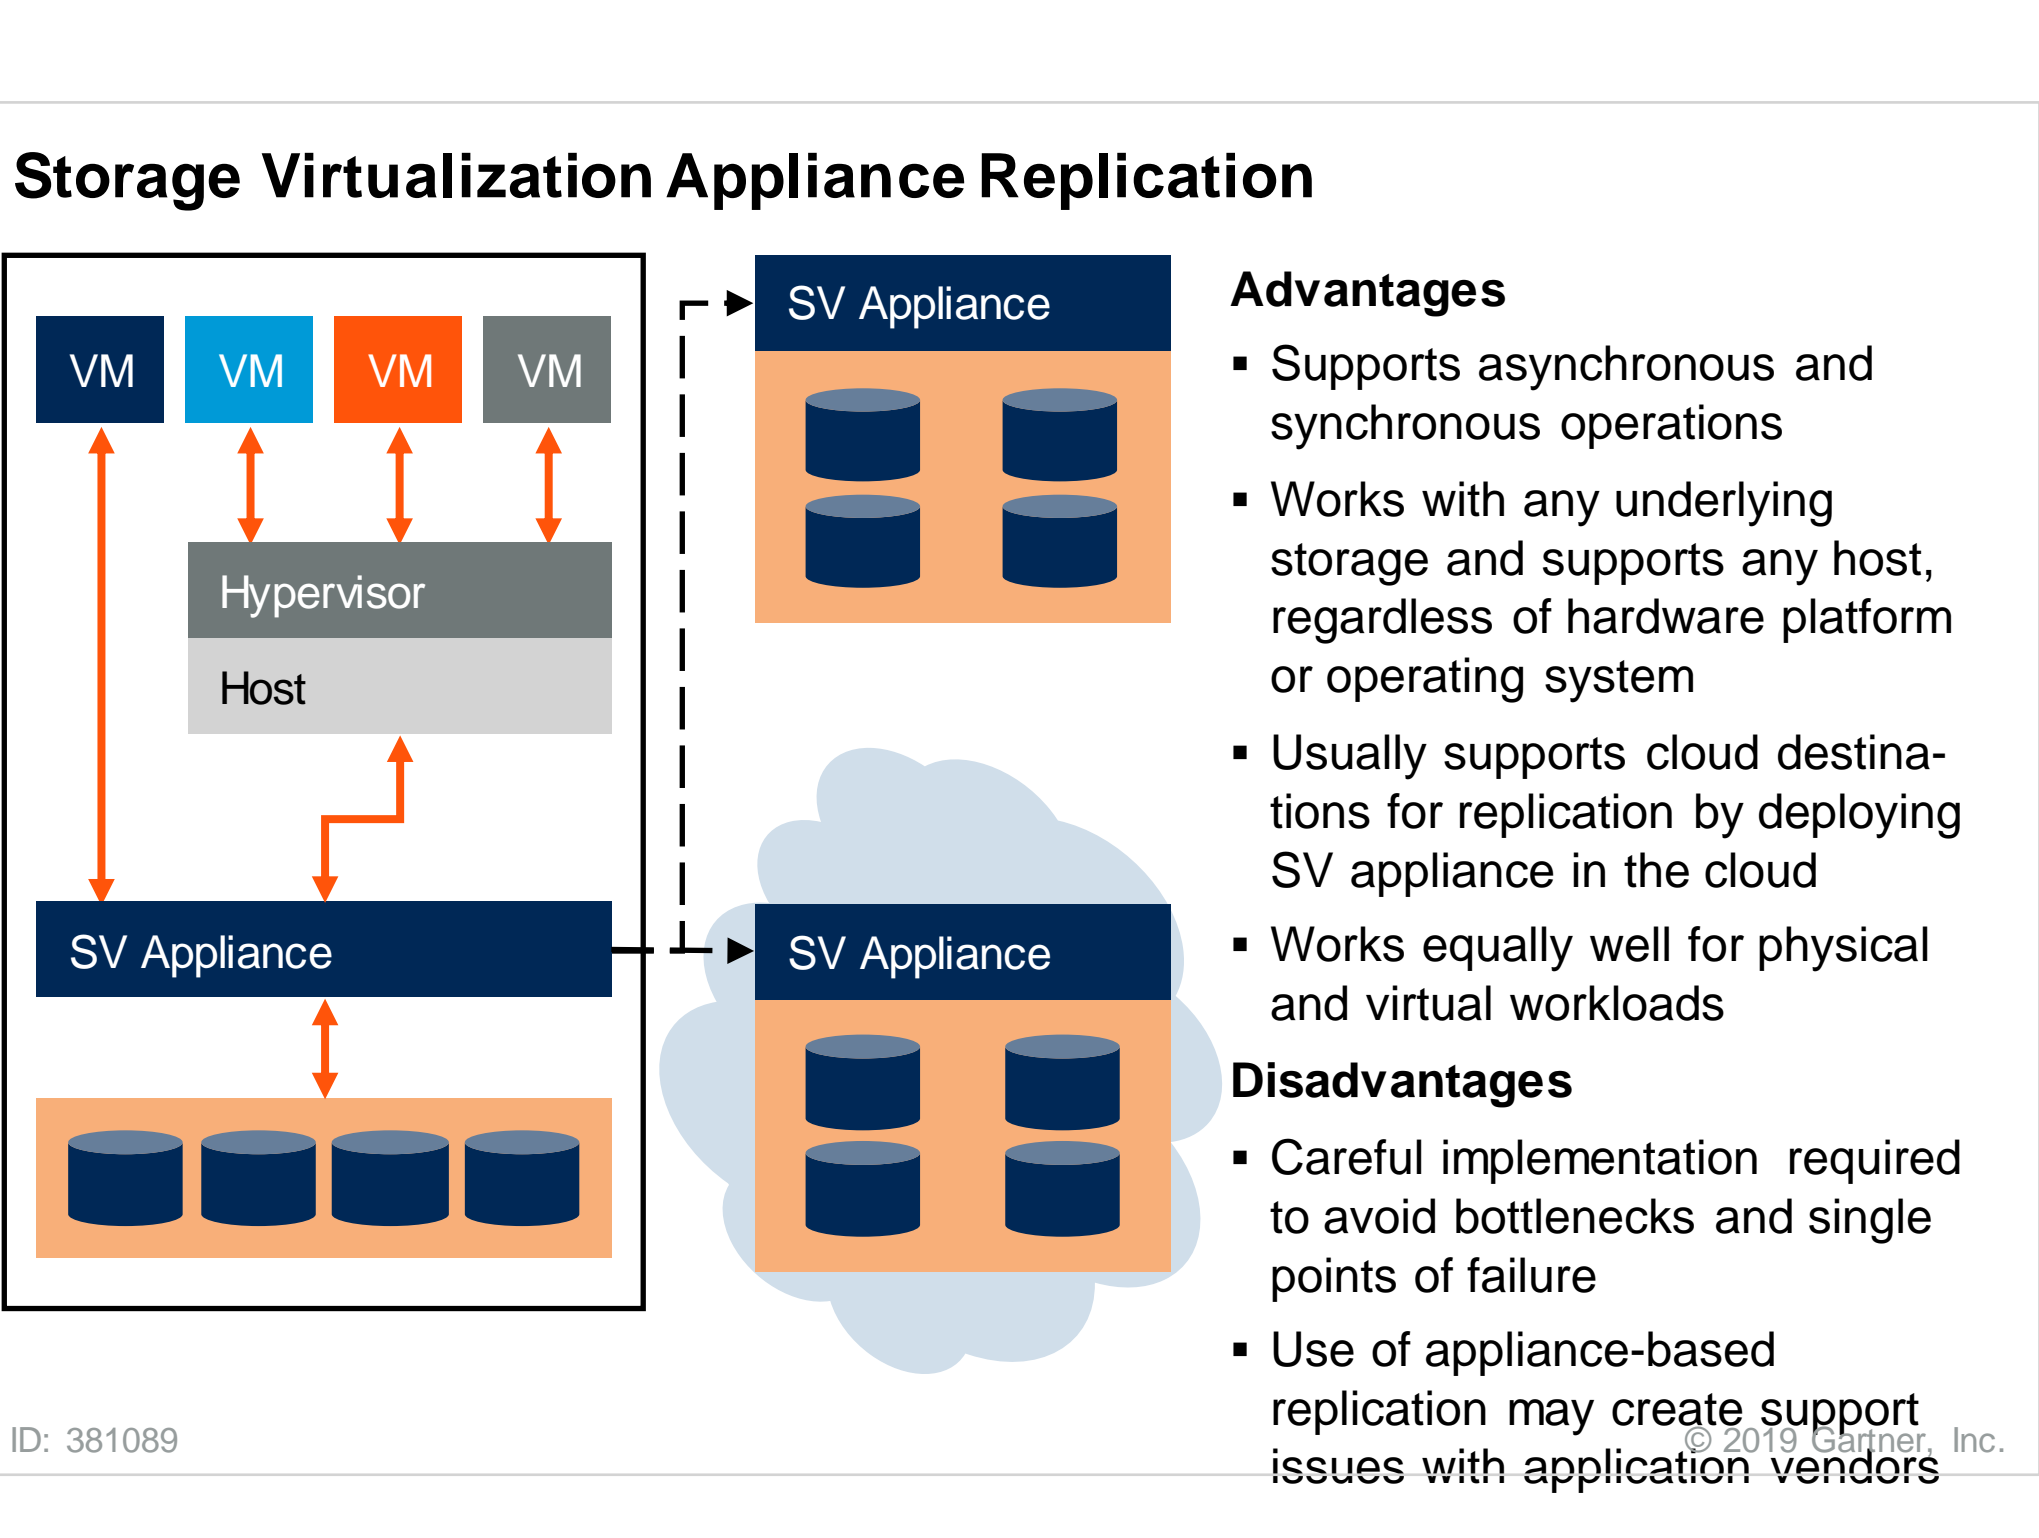 Storage Virtualization Appliance Replication
VM VM VM VM
Hypervisor
Host
SV Appliance
SV Appliance
SV Appliance
Advantages
▪ Supports asynchronous and
synchronous operations
▪ Works with any underlying
storage and supports any host,
regardless of hardware platform
or operating system
▪ Usually supports cloud destina-
tions for replication by deploying
SV appliance in the cloud
▪ Works equally well for physical
and virtual workloads
Disadvantages
▪ Careful implementation required
to avoid bottlenecks and single
points of failure
▪ Use of appliance-based
replication may create support
issues with application vendors
ID: 381089
© 2019 Gartner, Inc.